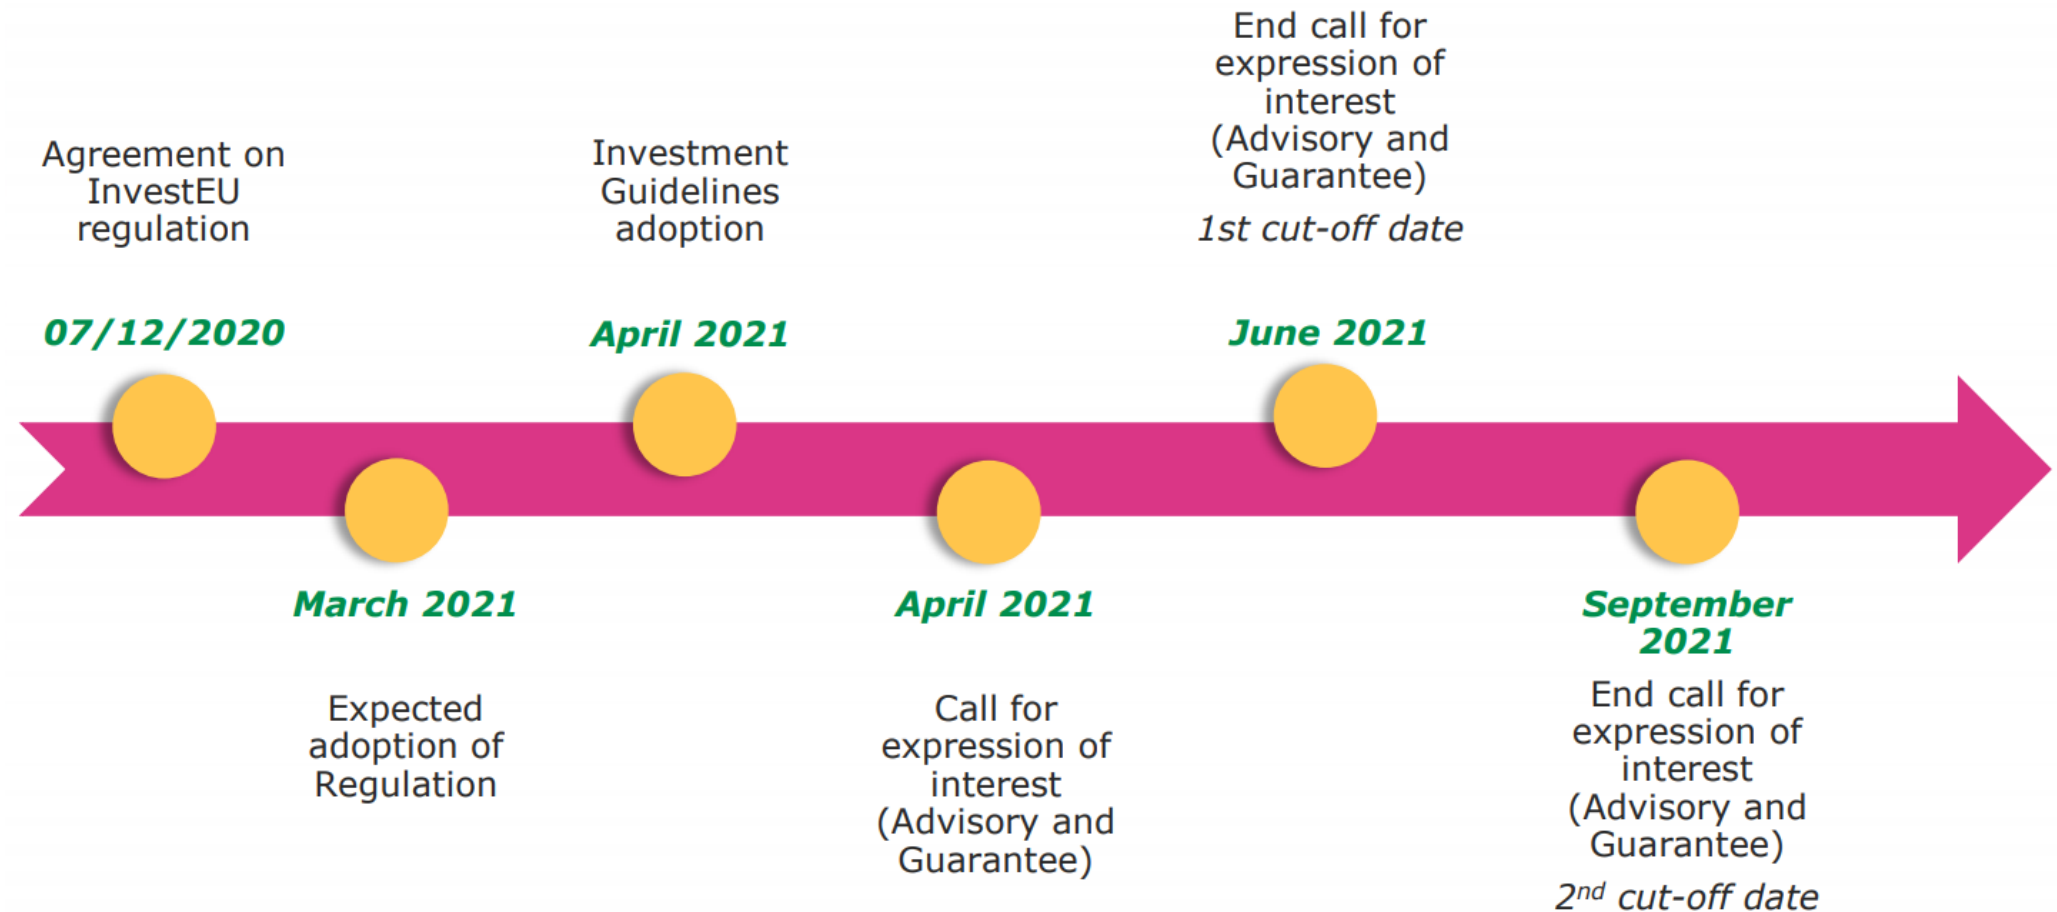 Agreement on
InvestEU
regulation
07/12/2020
March 2021
Expected
adoption of
Regulation
Investment
Guidelines
adoption
April 2021
April 2021
Call for
expression of
interest
(Advisory and
Guarantee)
End call for
expression of
interest
(Advisory and
Guarantee)
1st cut-off date
June 2021
September
2021
End call for
expression of
interest
(Advisory and
Guarantee)
2nd cut-off date